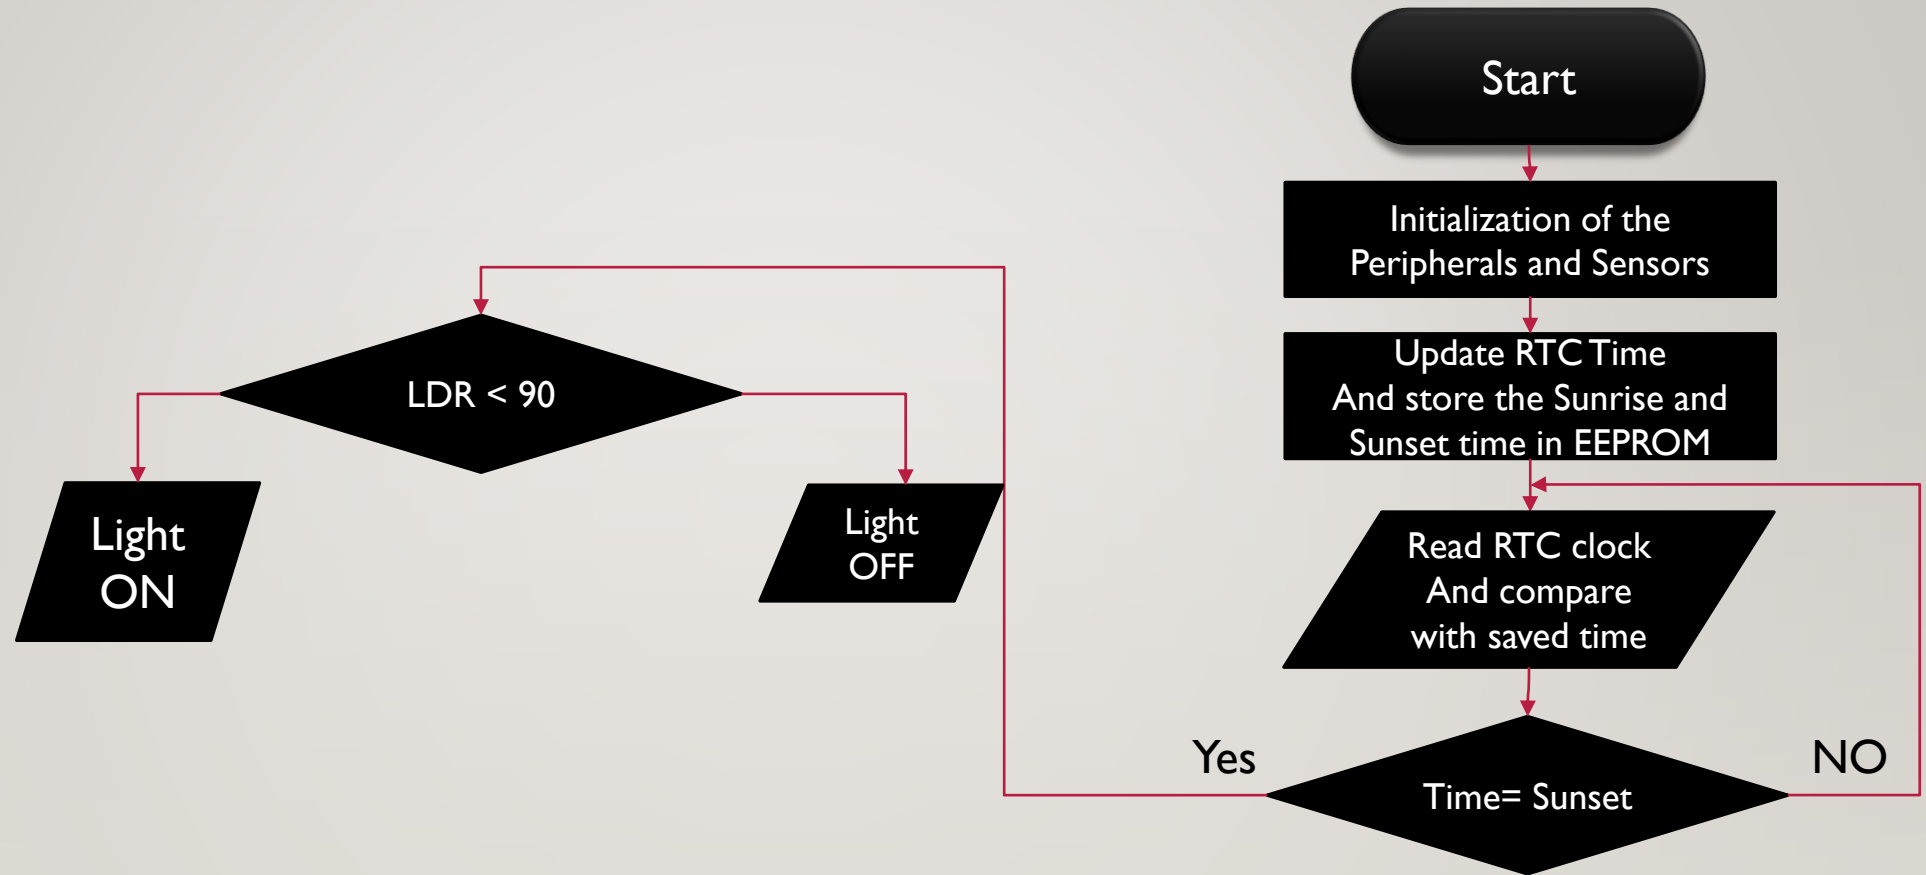 Start
Initialization of the
Peripherals and Sensors
Update RTC Time
And store the Sunrise and
Sunset time in EEPROM
Read RTC clock
And compare
with saved time
Time= Sunset
Yes
NO
LDR < 90
Light
ON
Light
OFF